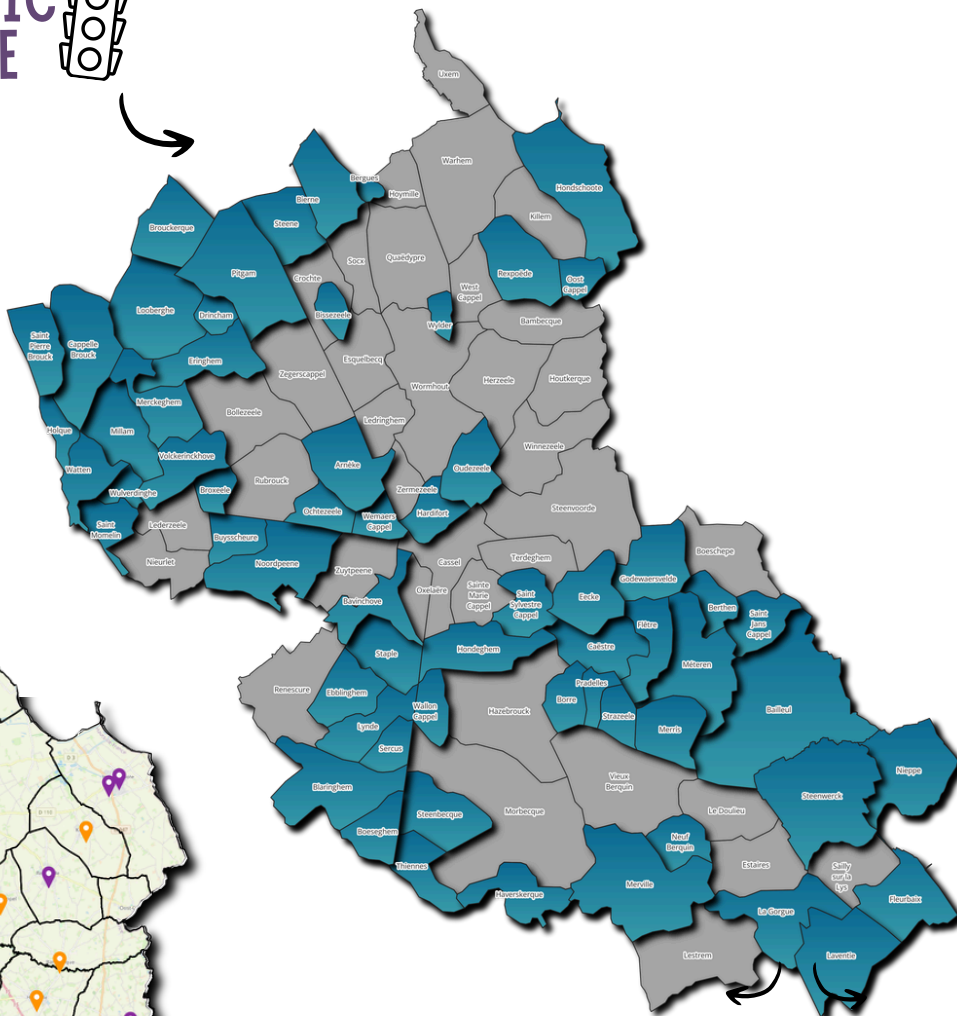 IC
E
Uxem
Warhem
Hondschoote
Bergues
Hoymille
Bierne
Killem
Brouckerque
Steene
Socx
Quaëdypre
Pitgam
Crochte
Rexpoëde
Oost
Cappel
West
Cappel
Looberghe
Drincham
Bissezeele
Wylder
Bambecque
Saint
Pierre
Brouck
Cappelle
Brouck
Eringhem
Esquelbecq
Zegerscappel
Wormhout
Herzeele
Houtkerque
Merckeghem
Bollezeele
Ledringhem
Holque
Millam
Winnezeele
Volckerinckhove
Watten
Arnèke
Oudezeele
Rubrouck
Wulverdinghe
Broxeele
Zermezeele
Ochtezeele
Hardifort
Steenvoorde
Wemaers
Cappel
Saint
Momelin
Lederzeele
Buysscheure
Nieurlet
Noordpeene
Zuytpeene
Cassel
Terdeghem
Boeschepe
Godewaersvelde
Oxelaëre
Sainte
Marie
Cappel
Saint
Sylvestre
Cappel
Eecke
Bavinchove
Berthen
Saint
Jans
Cappel
Flêtre
Hondeghem
Caëstre
Staple
Méteren
Renescure
Ebblinghem
Pradelles
Borre
Wallon
Cappel
Hazebrouck
Strazeele
Bailleul
Lynde
Merris
Sercus
Nieppe
Blaringhem
Vieux
Berquin
Steenwerck
Steenbecque
Morbecque
Le Doulieu
Boeseghem
Neuf
Berquin
Thiennes
Estaires
Sailly
sur la
Lys
Merville
Haverskerque
Fleurbaix
La Gorgue
Lestrem
Laventie